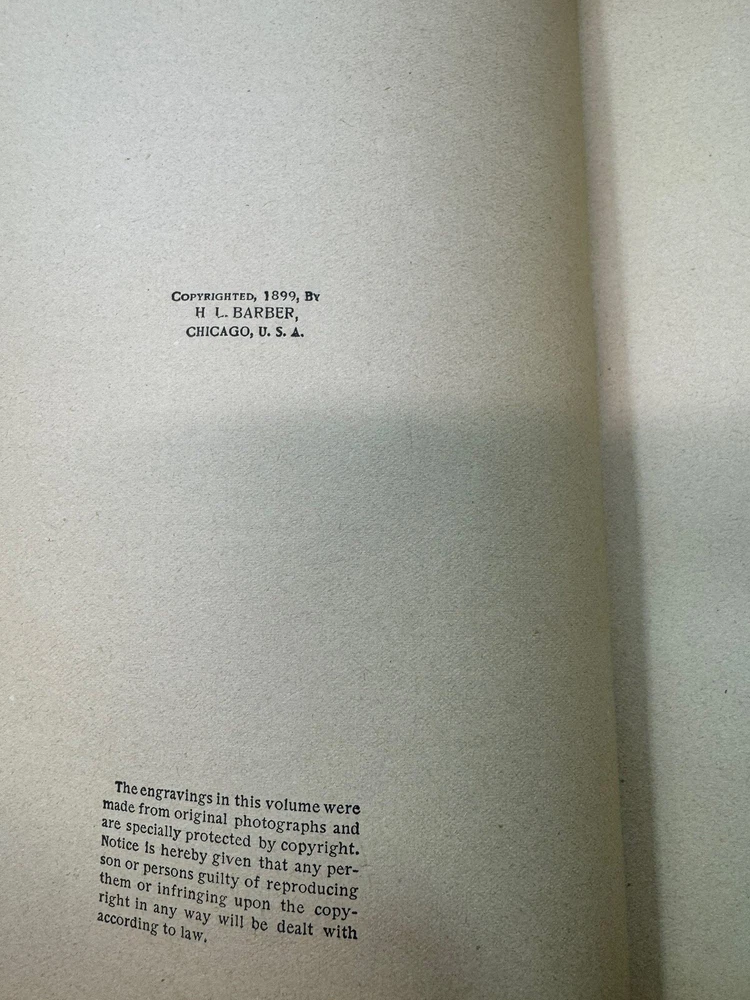 COPYRIGHTED, 1899, BY
H L. BARBER,
CHICAGO, U. S. A.
The engravings in this volume were
made from original photographs and
are specially protected by copyright.
Notice is hereby given that any per-
son or persons guilty of reproducing
them or infringing upon the copy-
right in any way will be dealt with
according to law.